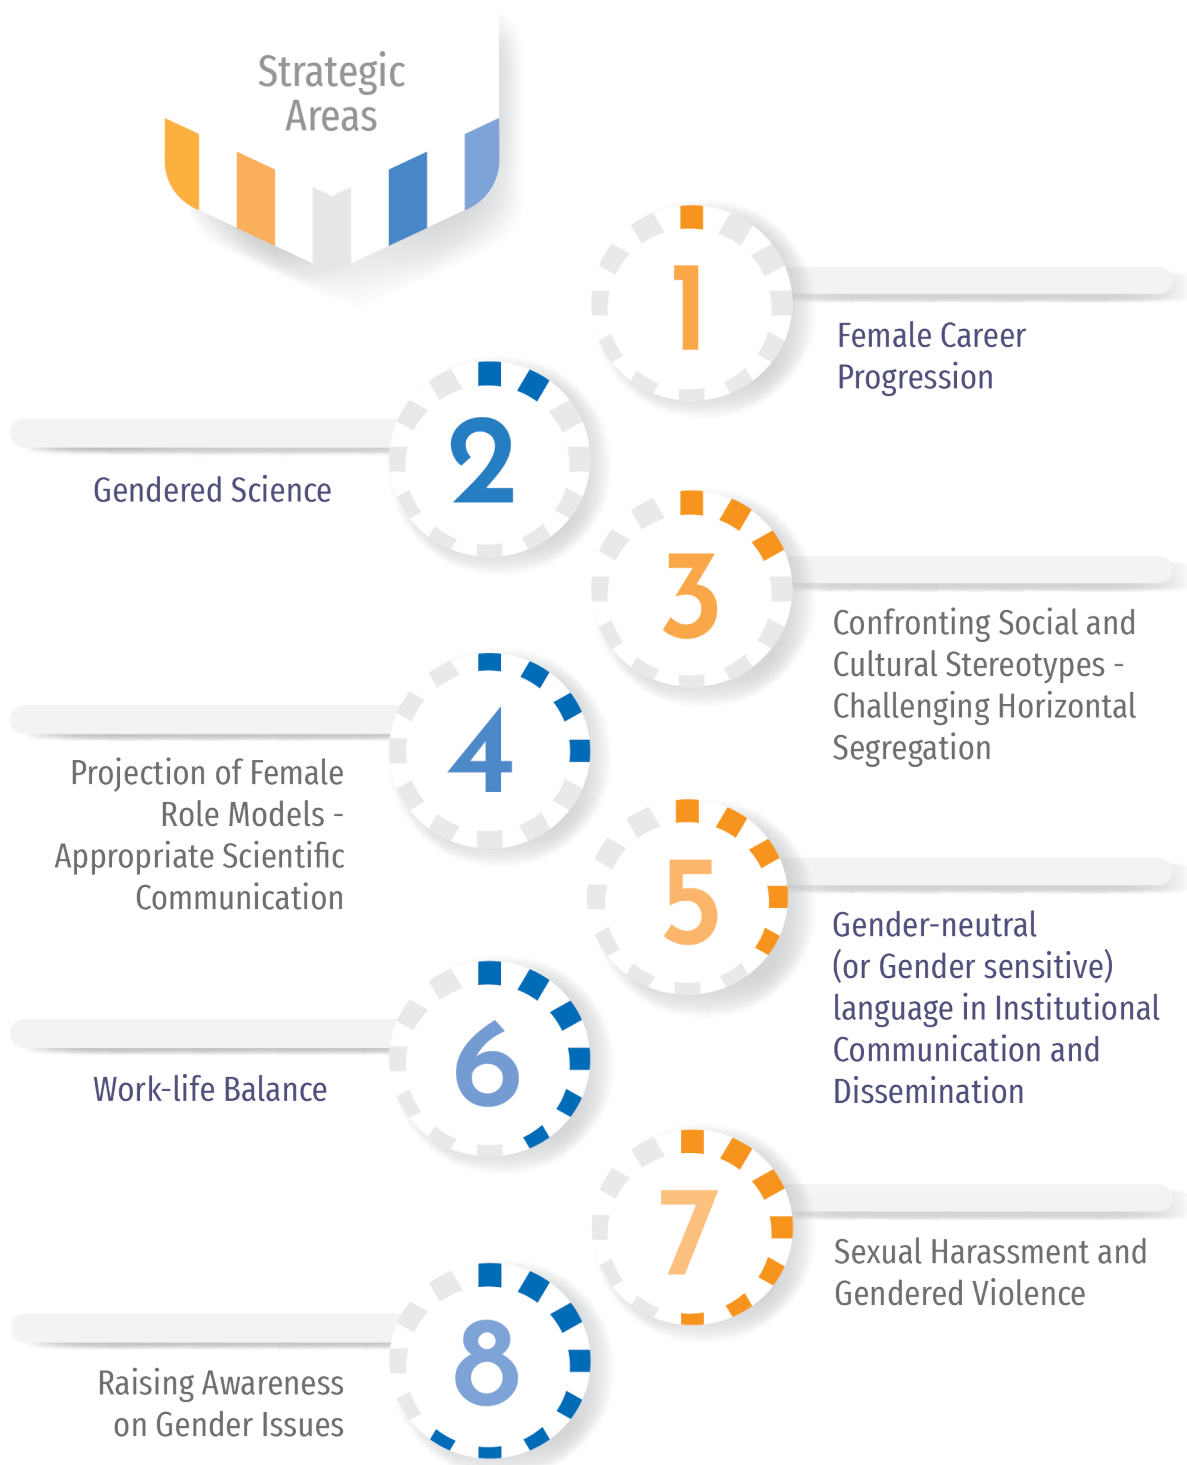 Strategic
Areas
1
Female Career
Progression
2
Gendered Science
3
Confronting Social and
Cultural Stereotypes -
Challenging Horizontal
Segregation
4
Projection of Female
Role Models -
Appropriate Scientific
Communication
5
Gender-neutral
(or Gender sensitive)
language in Institutional
Communication and
Dissemination
6
Work-life Balance
7
Sexual Harassment and
Gendered Violence
8
Raising Awareness
on Gender Issues